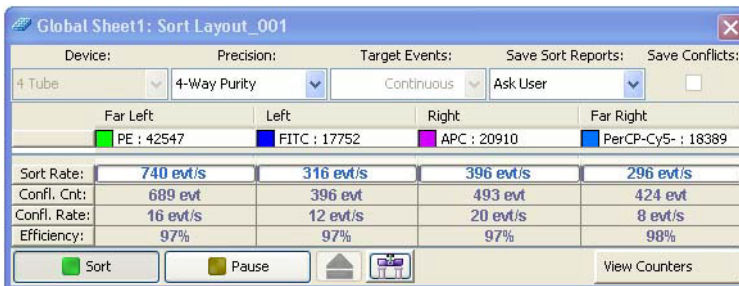 Global Sheet1: Sort Layout_001
Device: Precision: Target Events: Save Sort Reports: Save Conflicts:
4 Tube 4-Way Purity Continuous Ask User
Far Left Left Right Far Right
PE : 42547 FITC : 17752 APC : 20910 PerCP-Cy5- : 18389
Sort Rate: 740 evt/s 316 evt/s 396 evt/s 296 evt/s
Confl. Cnt: 689 evt 396 evt 493 evt 424 evt
Confl. Rate: 16 evt/s 12 evt/s 20 evt/s 8 evt/s
Efficiency: 97% 97% 97% 98%
Sort Pause View Counters